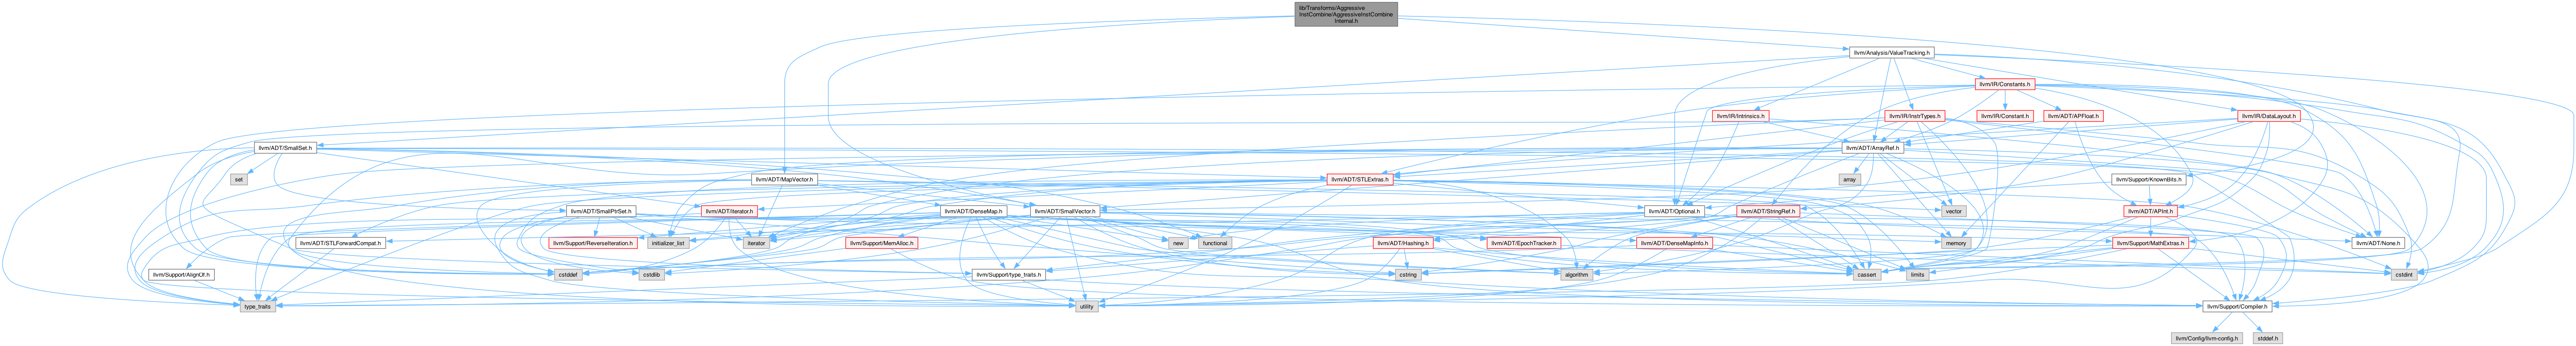 lib/Transforms/Aggressive
InstCombine/AggressiveInstCombine
Internal.h
llvm/Analysis/ValueTracking.h
llvm/IR/Constants.h
llvm/IR/Intrinsics.h
llvm/IR/InstrTypes.h
llvm/IR/Constant.h
llvm/ADT/APFloat.h
llvm/IR/DataLayout.h
llvm/ADT/SmallSet.h
llvm/ADT/ArrayRef.h
set
llvm/ADT/MapVector.h
llvm/ADT/STLExtras.h
array
llvm/Support/KnownBits.h
llvm/ADT/SmallPtrSet.h
llvm/ADT/iterator.h
llvm/ADT/DenseMap.h
llvm/ADT/SmallVector.h
llvm/ADT/Optional.h
llvm/ADT/StringRef.h
vector
llvm/ADT/APInt.h
llvm/ADT/STLForwardCompat.h
llvm/Support/ReverseIteration.h
initializer_list
iterator
llvm/Support/MemAlloc.h
new
functional
llvm/ADT/Hashing.h
llvm/ADT/EpochTracker.h
llvm/ADT/DenseMapInfo.h
memory
llvm/Support/MathExtras.h
llvm/ADT/None.h
llvm/Support/AlignOf.h
cstddef
cstdlib
llvm/Support/type_traits.h
cstring
algorithm
cassert
limits
cstdint
type_traits
utility
llvm/Support/Compiler.h
llvm/Config/llvm-config.h
stddef.h